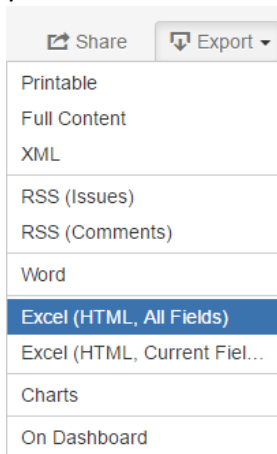 Share Export
Printable
Full Content
XML
RSS (Issues)
RSS (Comments)
Word
Excel (HTML, All Fields)
Excel (HTML, Current Fiel...
Charts
On Dashboard